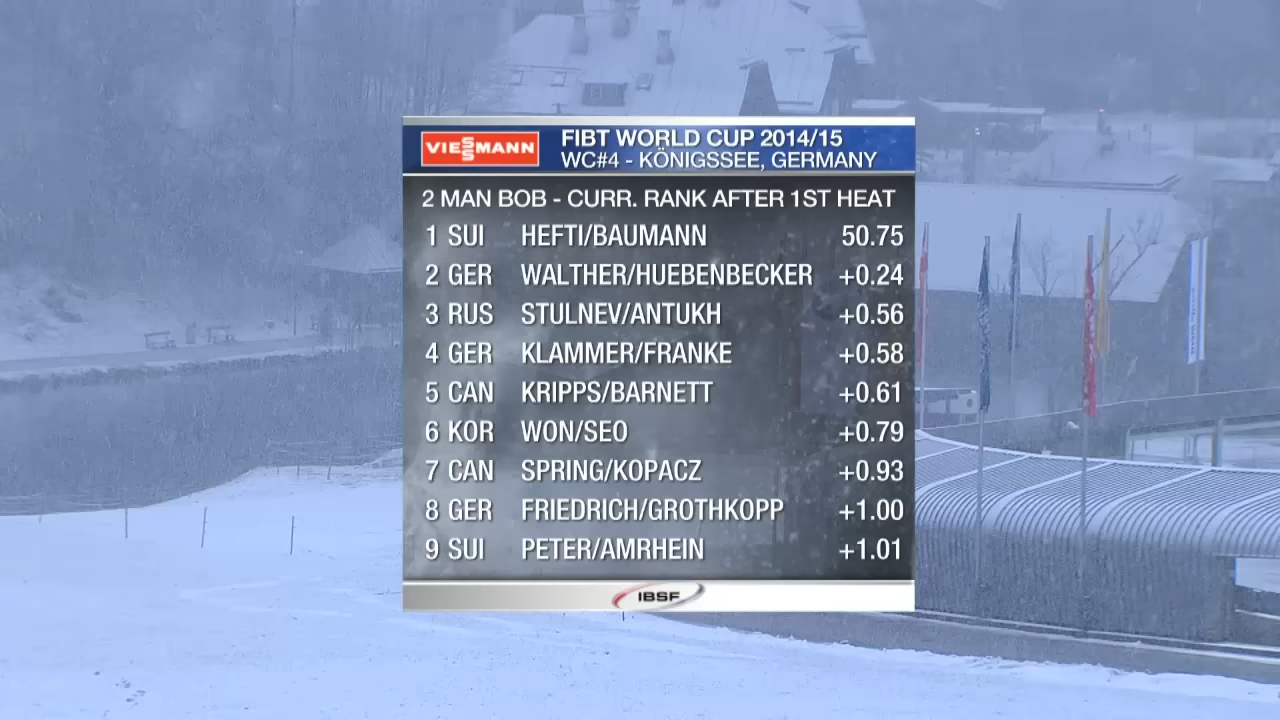 VIESSMANN
FIBT WORLD CUP 2014/15
WC#4 - KÖNIGSSEE, GERMANY
2 MAN BOB - CURR. RANK AFTER 1ST HEAT
1 SUI HEFTI/BAUMANN 50.75
2 GER WALTHER/HUEBENBECKER +0.24
3 RUS STULNEV/ANTUKH +0.56
4 GER KLAMMER/FRANKE +0.58
5 CAN KRIPPS/BARNETT +0.61
6 KOR WON/SEO +0.79
7 CAN SPRING/KOPACZ +0.93
8 GER FRIEDRICH/GROTHKOPP +1.00
9 SUI PETER/AMRHEIN +1.01
IBSF